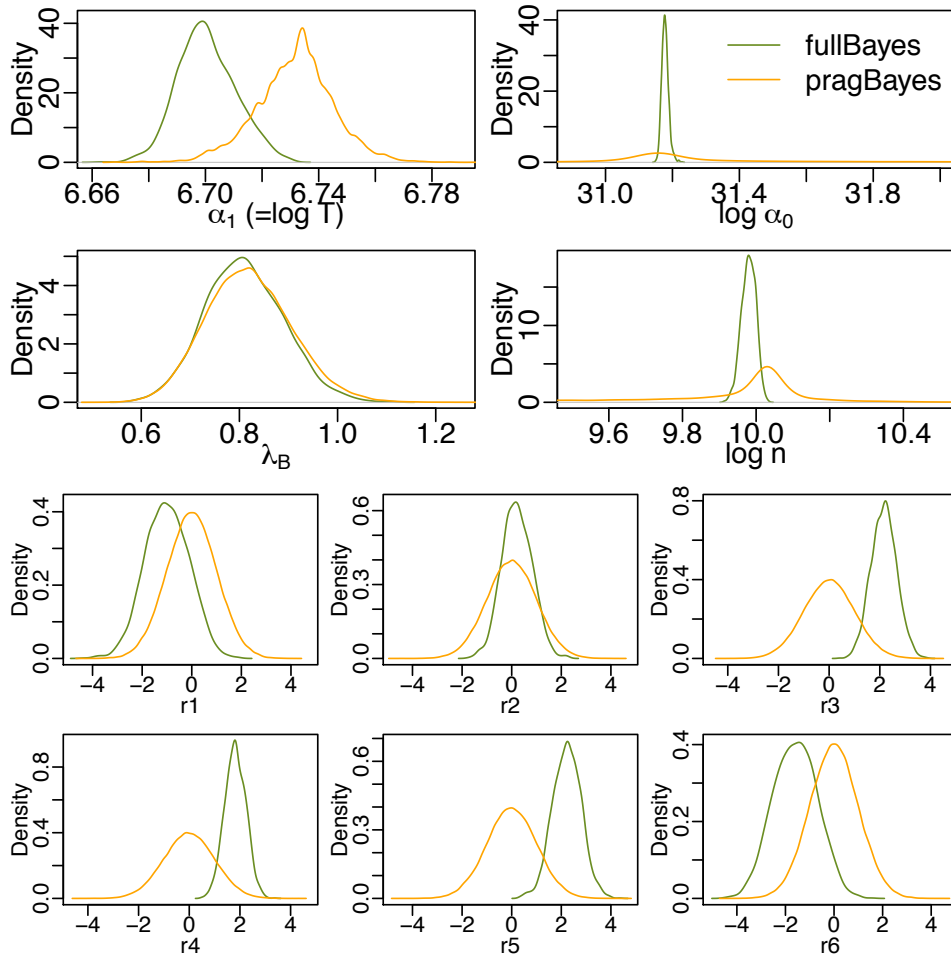 Density
0 20 40
6.66 6.70 6.74 6.78
α₁ (=log T)
Density
0 20 40
31.0 31.4 31.8
log α₀
fullBayes
pragBayes
Density
0 2 4
0.6 0.8 1.0 1.2
λ_B
Density
0 10
9.6 9.8 10.0 10.4
log n
Density
0.0 0.2 0.4
−4 −2 0 2 4
r1
Density
0.0 0.3 0.6
−4 −2 0 2 4
r2
Density
0.0 0.4 0.8
−4 −2 0 2 4
r3
Density
0.0 0.4 0.8
−4 −2 0 2 4
r4
Density
0.0 0.3 0.6
−4 −2 0 2 4
r5
Density
0.0 0.2 0.4
−4 −2 0 2 4
r6